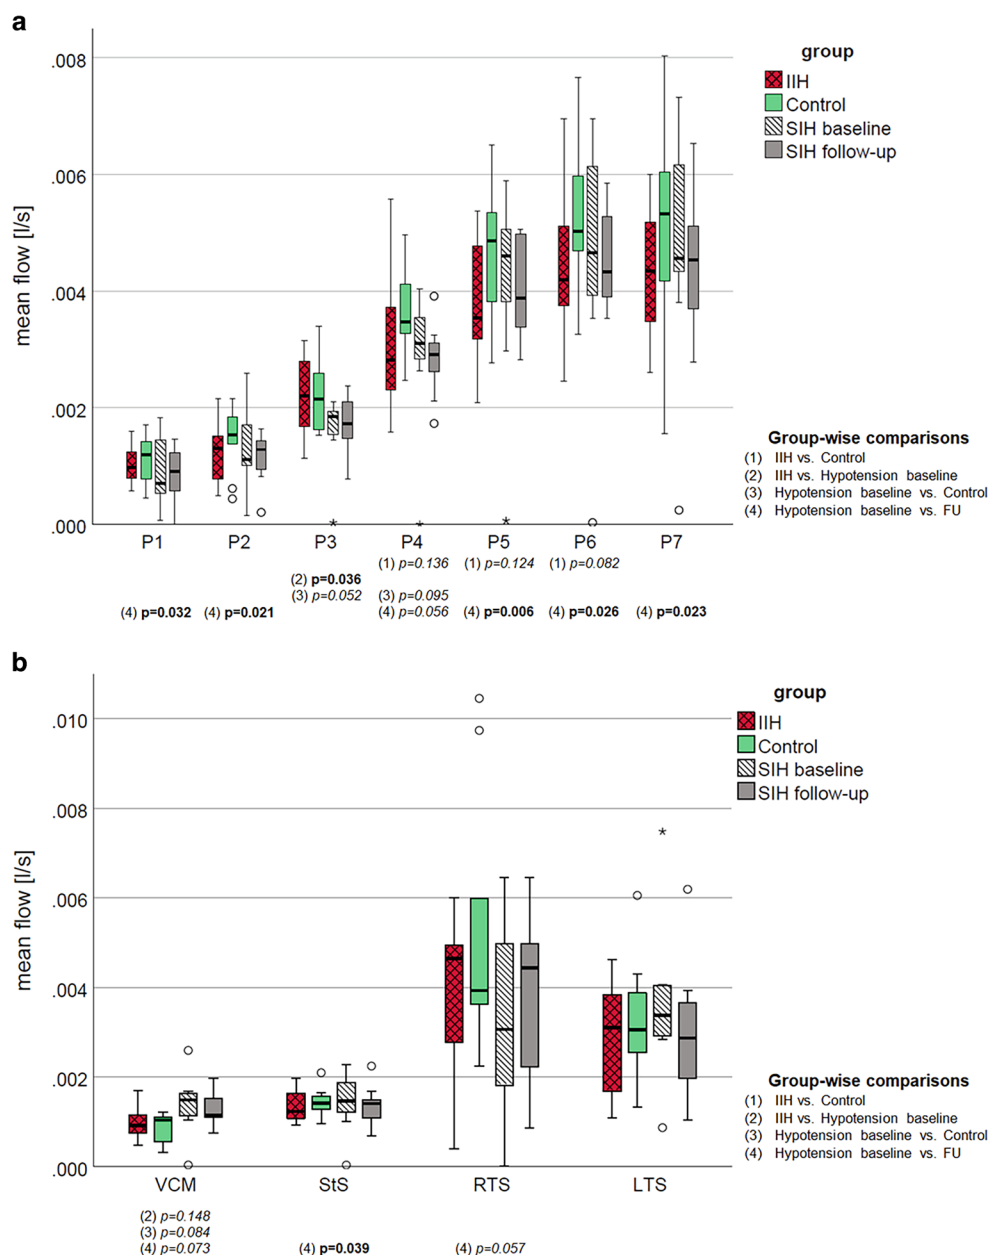 a
group
IIH
Control
SIH baseline
SIH follow-up
mean flow [l/s]
.008
.006
.004
.002
.000
*
*
*
P1 P2 P3 P4 P5 P6 P7
Group-wise comparisons
(1) IIH vs. Control
(2) IIH vs. Hypotension baseline
(3) Hypotension baseline vs. Control
(4) Hypotension baseline vs. FU
(1) p=0.136 (1) p=0.124 (1) p=0.082
(2) p=0.036
(3) p=0.052 (3) p=0.095
(4) p=0.032 (4) p=0.021 (4) p=0.056 (4) p=0.006 (4) p=0.026 (4) p=0.023
b
group
IIH
Control
SIH baseline
SIH follow-up
mean flow [l/s]
.010
.008
.006
.004
.002
.000
*
VCM StS RTS LTS
Group-wise comparisons
(1) IIH vs. Control
(2) IIH vs. Hypotension baseline
(3) Hypotension baseline vs. Control
(4) Hypotension baseline vs. FU
(2) p=0.148
(3) p=0.084
(4) p=0.073 (4) p=0.039 (4) p=0.057